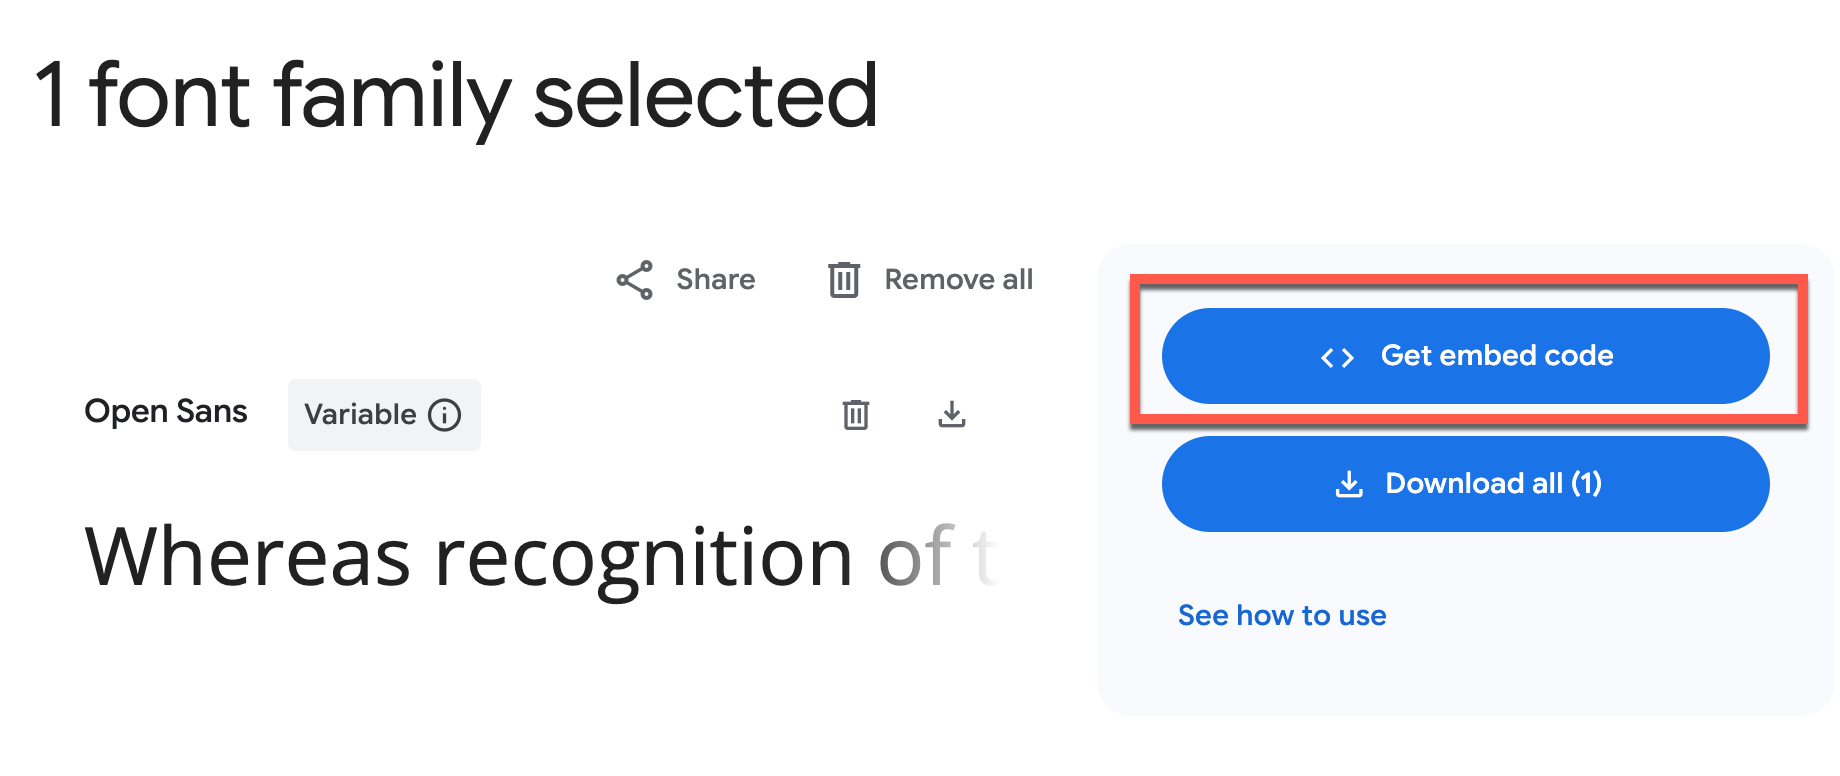 1 font family selected
Share
Remove all
Get embed code
Open Sans
Variable
Download all (1)
Whereas recognition of t
See how to use